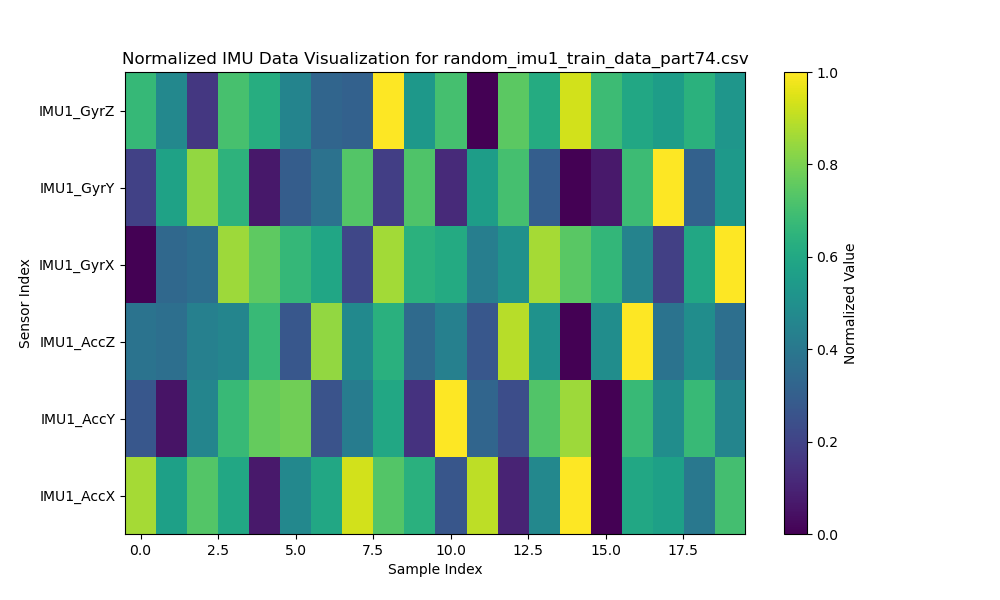 Normalized IMU Data Visualization for random_imu1_train_data_part74.csv
IMU1_GyrZ
IMU1_GyrY
IMU1_GyrX
IMU1_AccZ
IMU1_AccY
IMU1_AccX
Sensor Index
0.0
2.5
5.0
7.5
10.0
12.5
15.0
17.5
Sample Index
1.0
0.8
0.6
0.4
0.2
0.0
Normalized Value